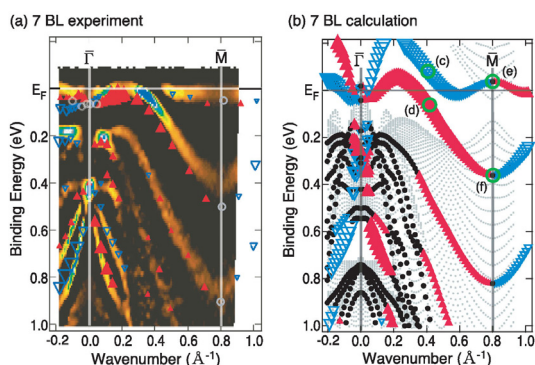 (a) 7 BL experiment
(b) 7 BL calculation
Γ̄
M̄
Γ̄
M̄
(c)
(e)
(d)
(f)
E_F
0.2
0.4
0.6
0.8
1.0
Binding Energy (eV)
-0.2 0.0 0.2 0.4 0.6 0.8 1.0
Wavenumber (Å⁻¹)
E_F
0.2
0.4
0.6
0.8
1.0
Binding Energy (eV)
-0.2 0.0 0.2 0.4 0.6 0.8 1.0
Wavenumber (Å⁻¹)